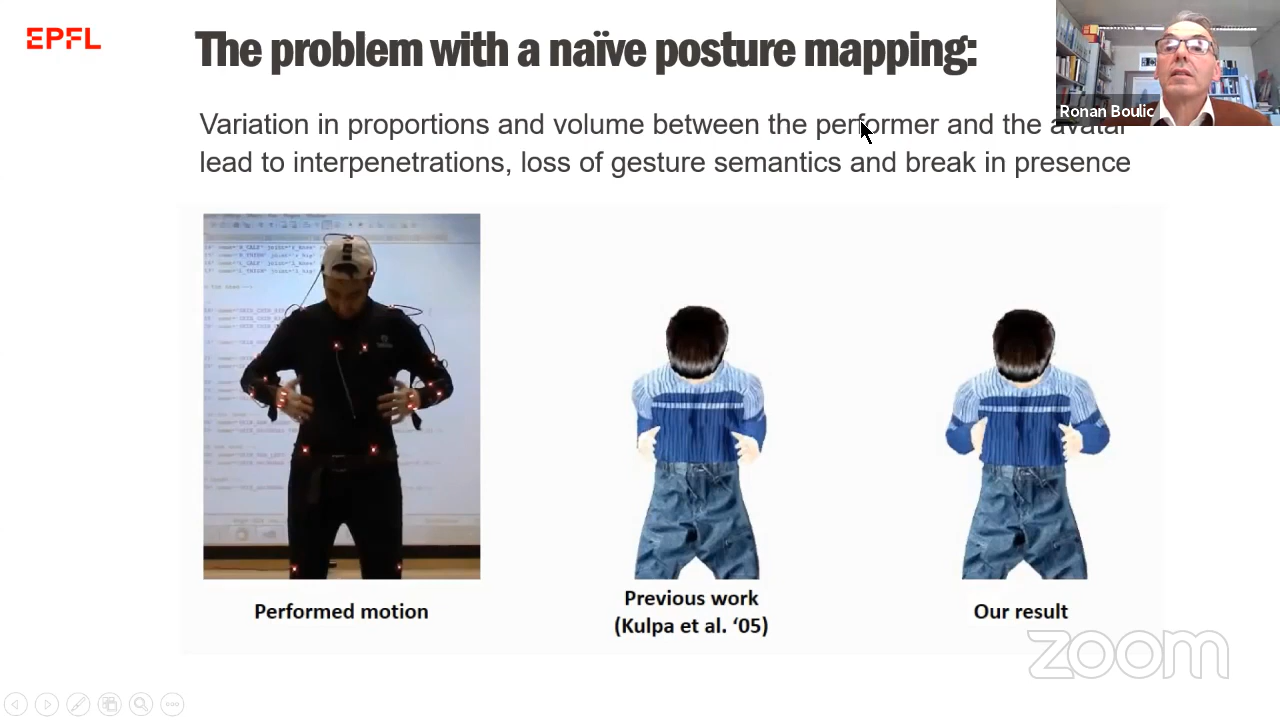 EPFL
The problem with a naïve posture mapping:
Ronan Boulic
Variation in proportions and volume between the performer and the avatar
lead to interpenetrations, loss of gesture semantics and break in presence
Performed motion
Previous work
(Kulpa et al. ‘05)
Our result
zoom